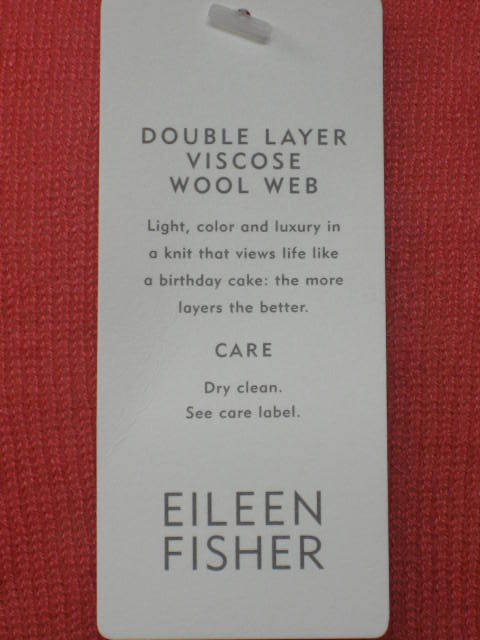 DOUBLE LAYER
VISCOSE
WOOL WEB
Light, color and luxury in
a knit that views life like
a birthday cake: the more
layers the better.
CARE
Dry clean.
See care label.
EILEEN
FISHER